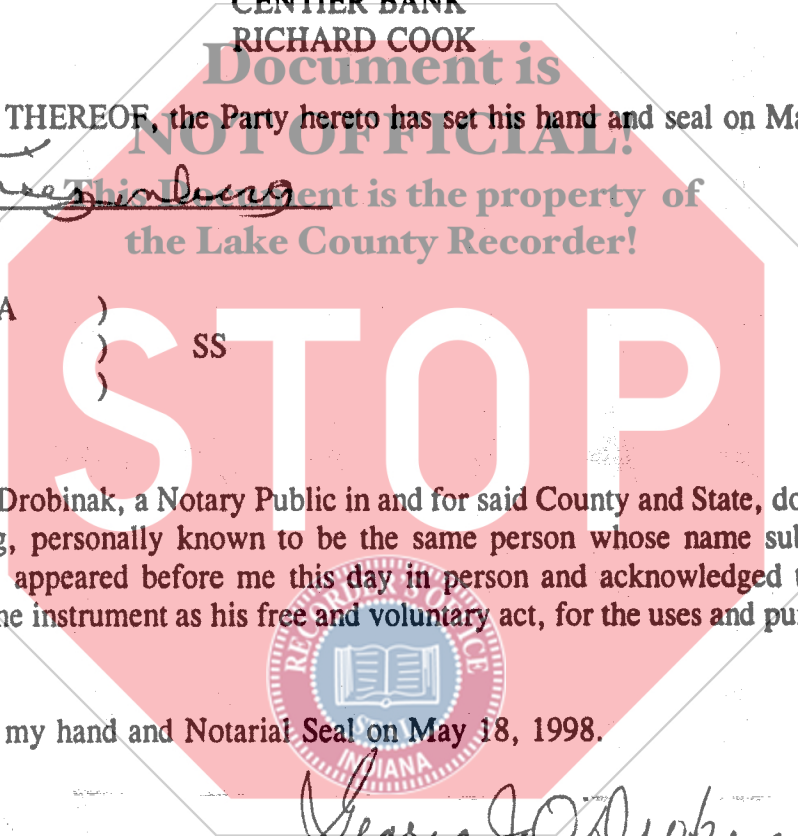 CENTIER BANK
RICHARD COOK
Document is
THEREOF, the Party hereto has set his hand and seal on Ma
NOT OFFICIAL!
This Document is the property of
the Lake County Recorder!
A )
) SS
)
STOP
Drobinak, a Notary Public in and for said County and State, do
g, personally known to be the same person whose name sub
appeared before me this day in person and acknowledged t
he instrument as his free and voluntary act, for the uses and pur
RECORDER'S OFFICE
SEAL
INDIANA
my hand and Notarial Seal on May 18, 1998.